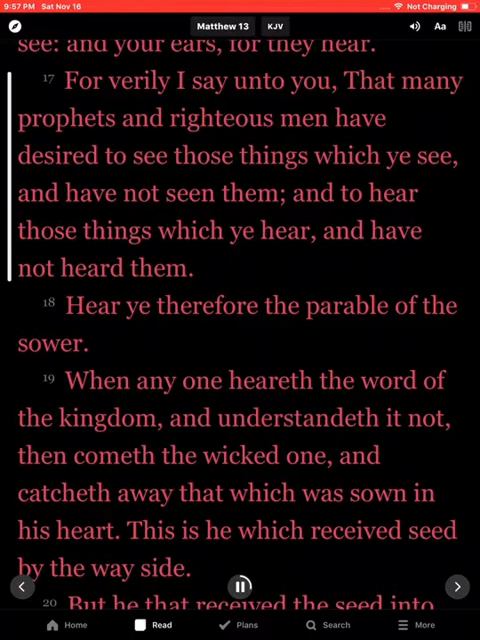 9:57 PM Sat Nov 16 Not Charging
Matthew 13 KJV Aa
see: and your ears, for they hear.
17 For verily I say unto you, That many
prophets and righteous men have
desired to see those things which ye see,
and have not seen them; and to hear
those things which ye hear, and have
not heard them.
18 Hear ye therefore the parable of the
sower.
19 When any one heareth the word of
the kingdom, and understandeth it not,
then cometh the wicked one, and
catcheth away that which was sown in
his heart. This is he which received seed
by the way side.
20 But he that received the seed into
Home Read Plans Search More